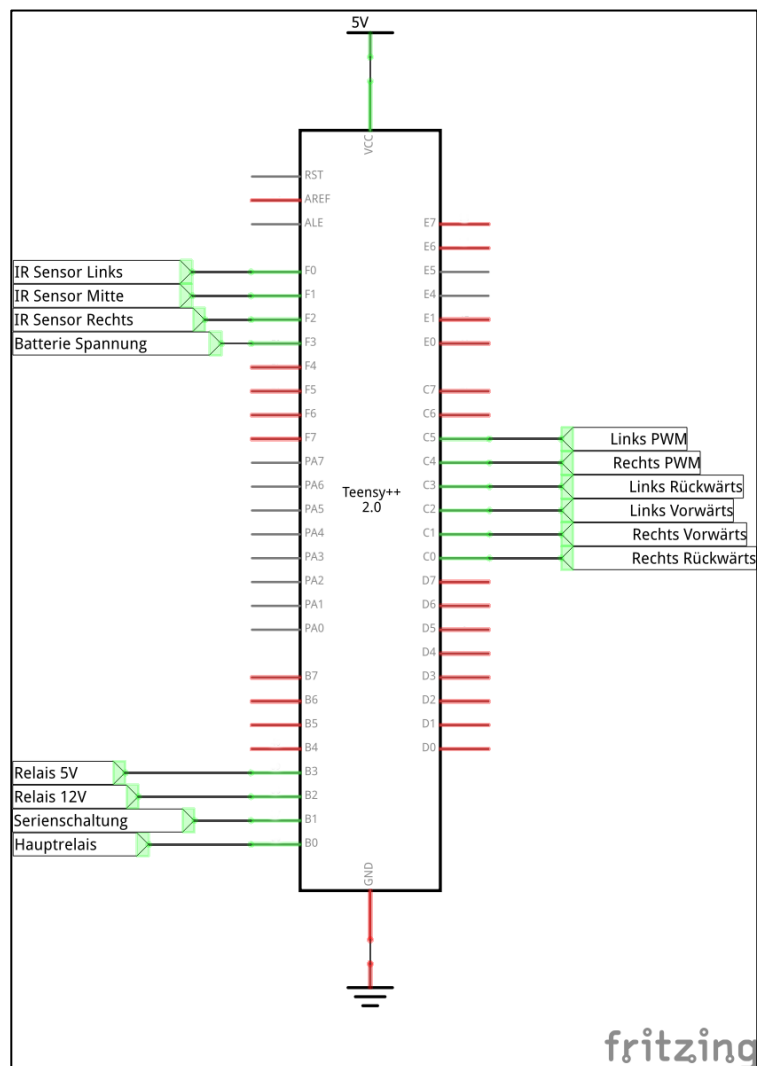 5V
VCC
RST
AREF
ALE
E7
E6
IR Sensor Links
F0
E5
IR Sensor Mitte
F1
E4
IR Sensor Rechts
F2
E1
Batterie Spannung
F3
E0
F4
F5
C7
F6
C6
F7
C5
Links PWM
PA7
C4
Rechts PWM
PA6
C3
Links Rückwärts
Teensy++
2.0
PA5
C2
Links Vorwärts
PA4
C1
Rechts Vorwärts
PA3
C0
Rechts Rückwärts
PA2
D7
PA1
D6
PA0
D5
D4
B7
D3
B6
D2
B5
D1
B4
D0
Relais 5V
B3
Relais 12V
B2
Serienschaltung
B1
Hauptrelais
B0
GND
fritzing